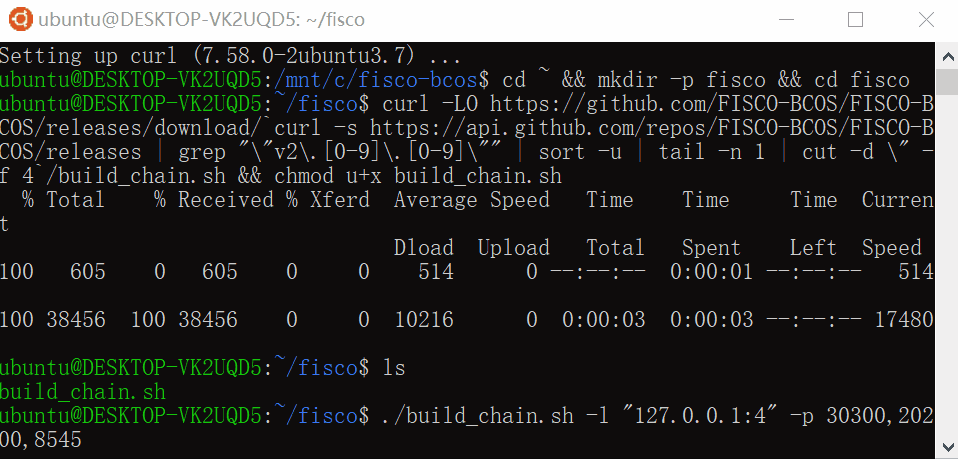 ubuntu@DESKTOP-VK2UQD5: ~/fisco
Setting up curl (7.58.0-2ubuntu3.7) ...
ubuntu@DESKTOP-VK2UQD5:/mnt/c/fisco-bcos$ cd ~ && mkdir -p fisco && cd fisco
ubuntu@DESKTOP-VK2UQD5:~/fisco$ curl -LO https://github.com/FISCO-BCOS/FISCO-B
COS/releases/download/`curl -s https://api.github.com/repos/FISCO-BCOS/FISCO-B
COS/releases | grep "\"v2\.[0-9]\.[0-9]\"" | sort -u | tail -n 1 | cut -d \" -
f 4`/build_chain.sh && chmod u+x build_chain.sh
% Total % Received % Xferd Average Speed Time Time Time Curren
t
Dload Upload Total Spent Left Speed
100 605 0 605 0 0 514 0 --:--:-- 0:00:01 --:--:-- 514
100 38456 100 38456 0 0 10216 0 0:00:03 0:00:03 --:--:-- 17480
ubuntu@DESKTOP-VK2UQD5:~/fisco$ ls
build_chain.sh
ubuntu@DESKTOP-VK2UQD5:~/fisco$ ./build_chain.sh -l "127.0.0.1:4" -p 30300,202
00,8545